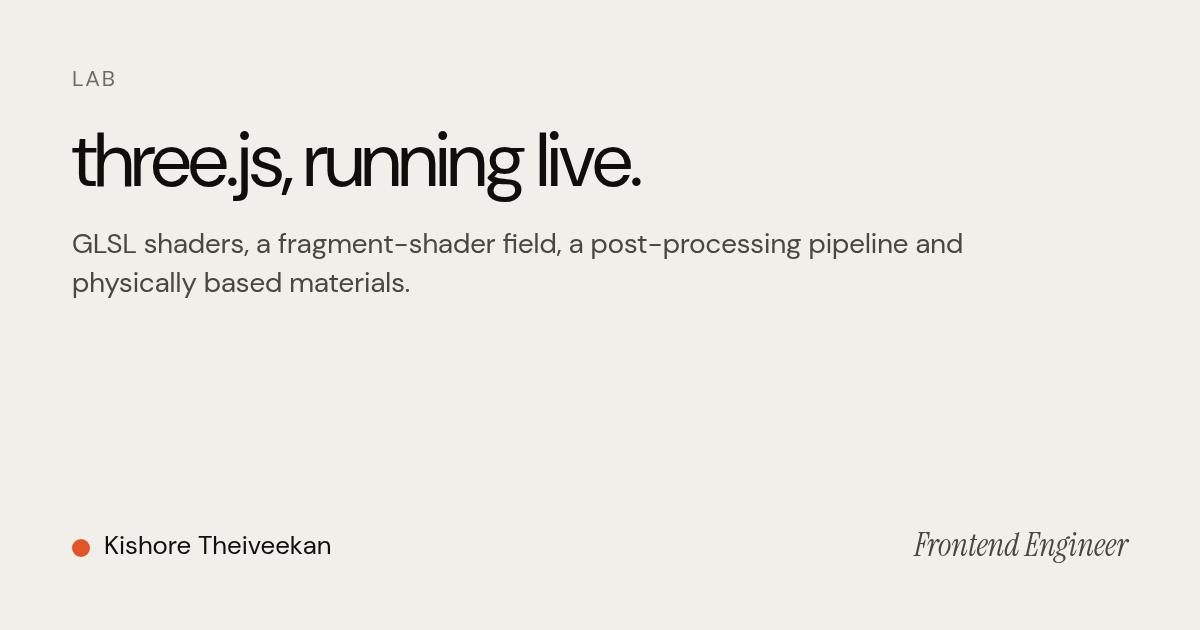 LAB
three.js, running live.
GLSL shaders, a fragment-shader field, a post-processing pipeline and
physically based materials.
Kishore Theiveekan
Frontend Engineer